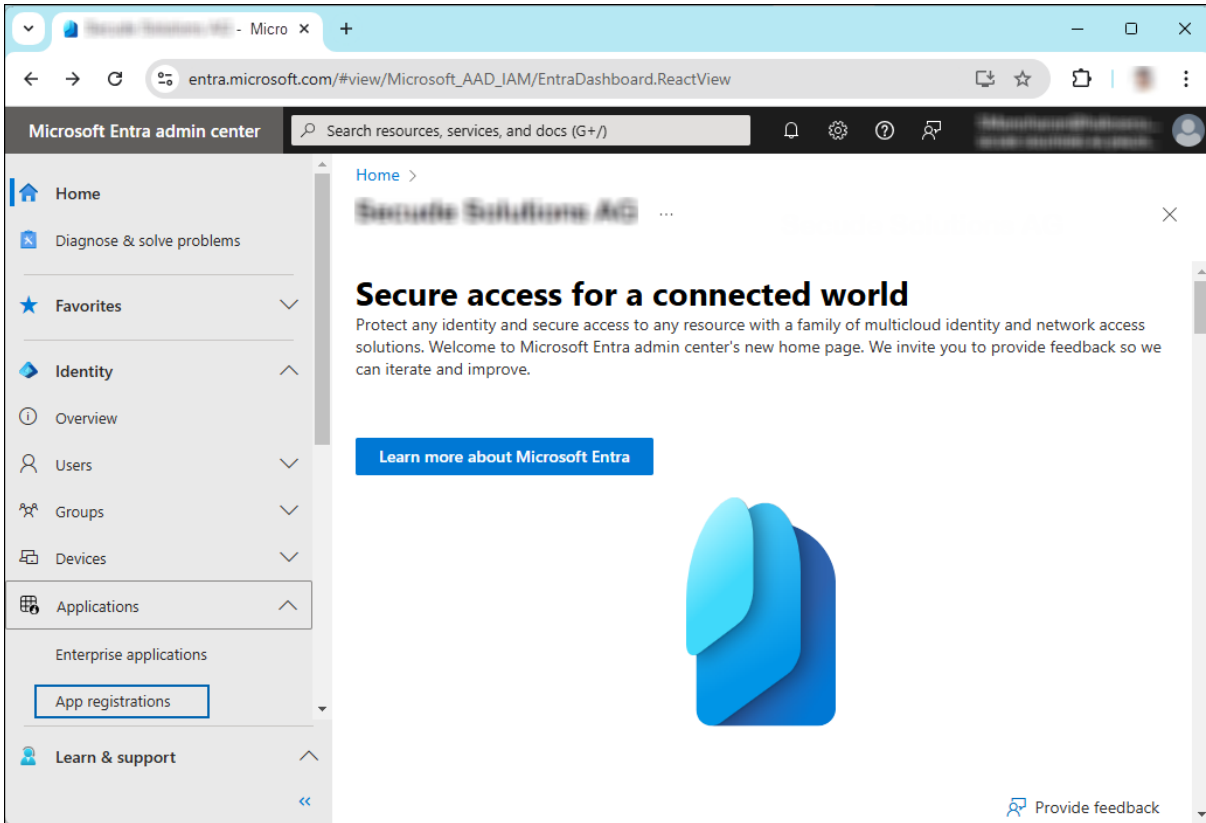 - Micro
entra.microsoft.com/#view/Microsoft_AAD_IAM/EntraDashboard.ReactView
Microsoft Entra admin center
Search resources, services, and docs (G+/)
Home
Diagnose & solve problems
Favorites
Identity
Overview
Users
Groups
Devices
Applications
Enterprise applications
App registrations
Learn & support
Home >
Secude Solutions AG ...
Secure access for a connected world
Protect any identity and secure access to any resource with a family of multicloud identity and network access
solutions. Welcome to Microsoft Entra admin center's new home page. We invite you to provide feedback so we
can iterate and improve.
Learn more about Microsoft Entra
Provide feedback